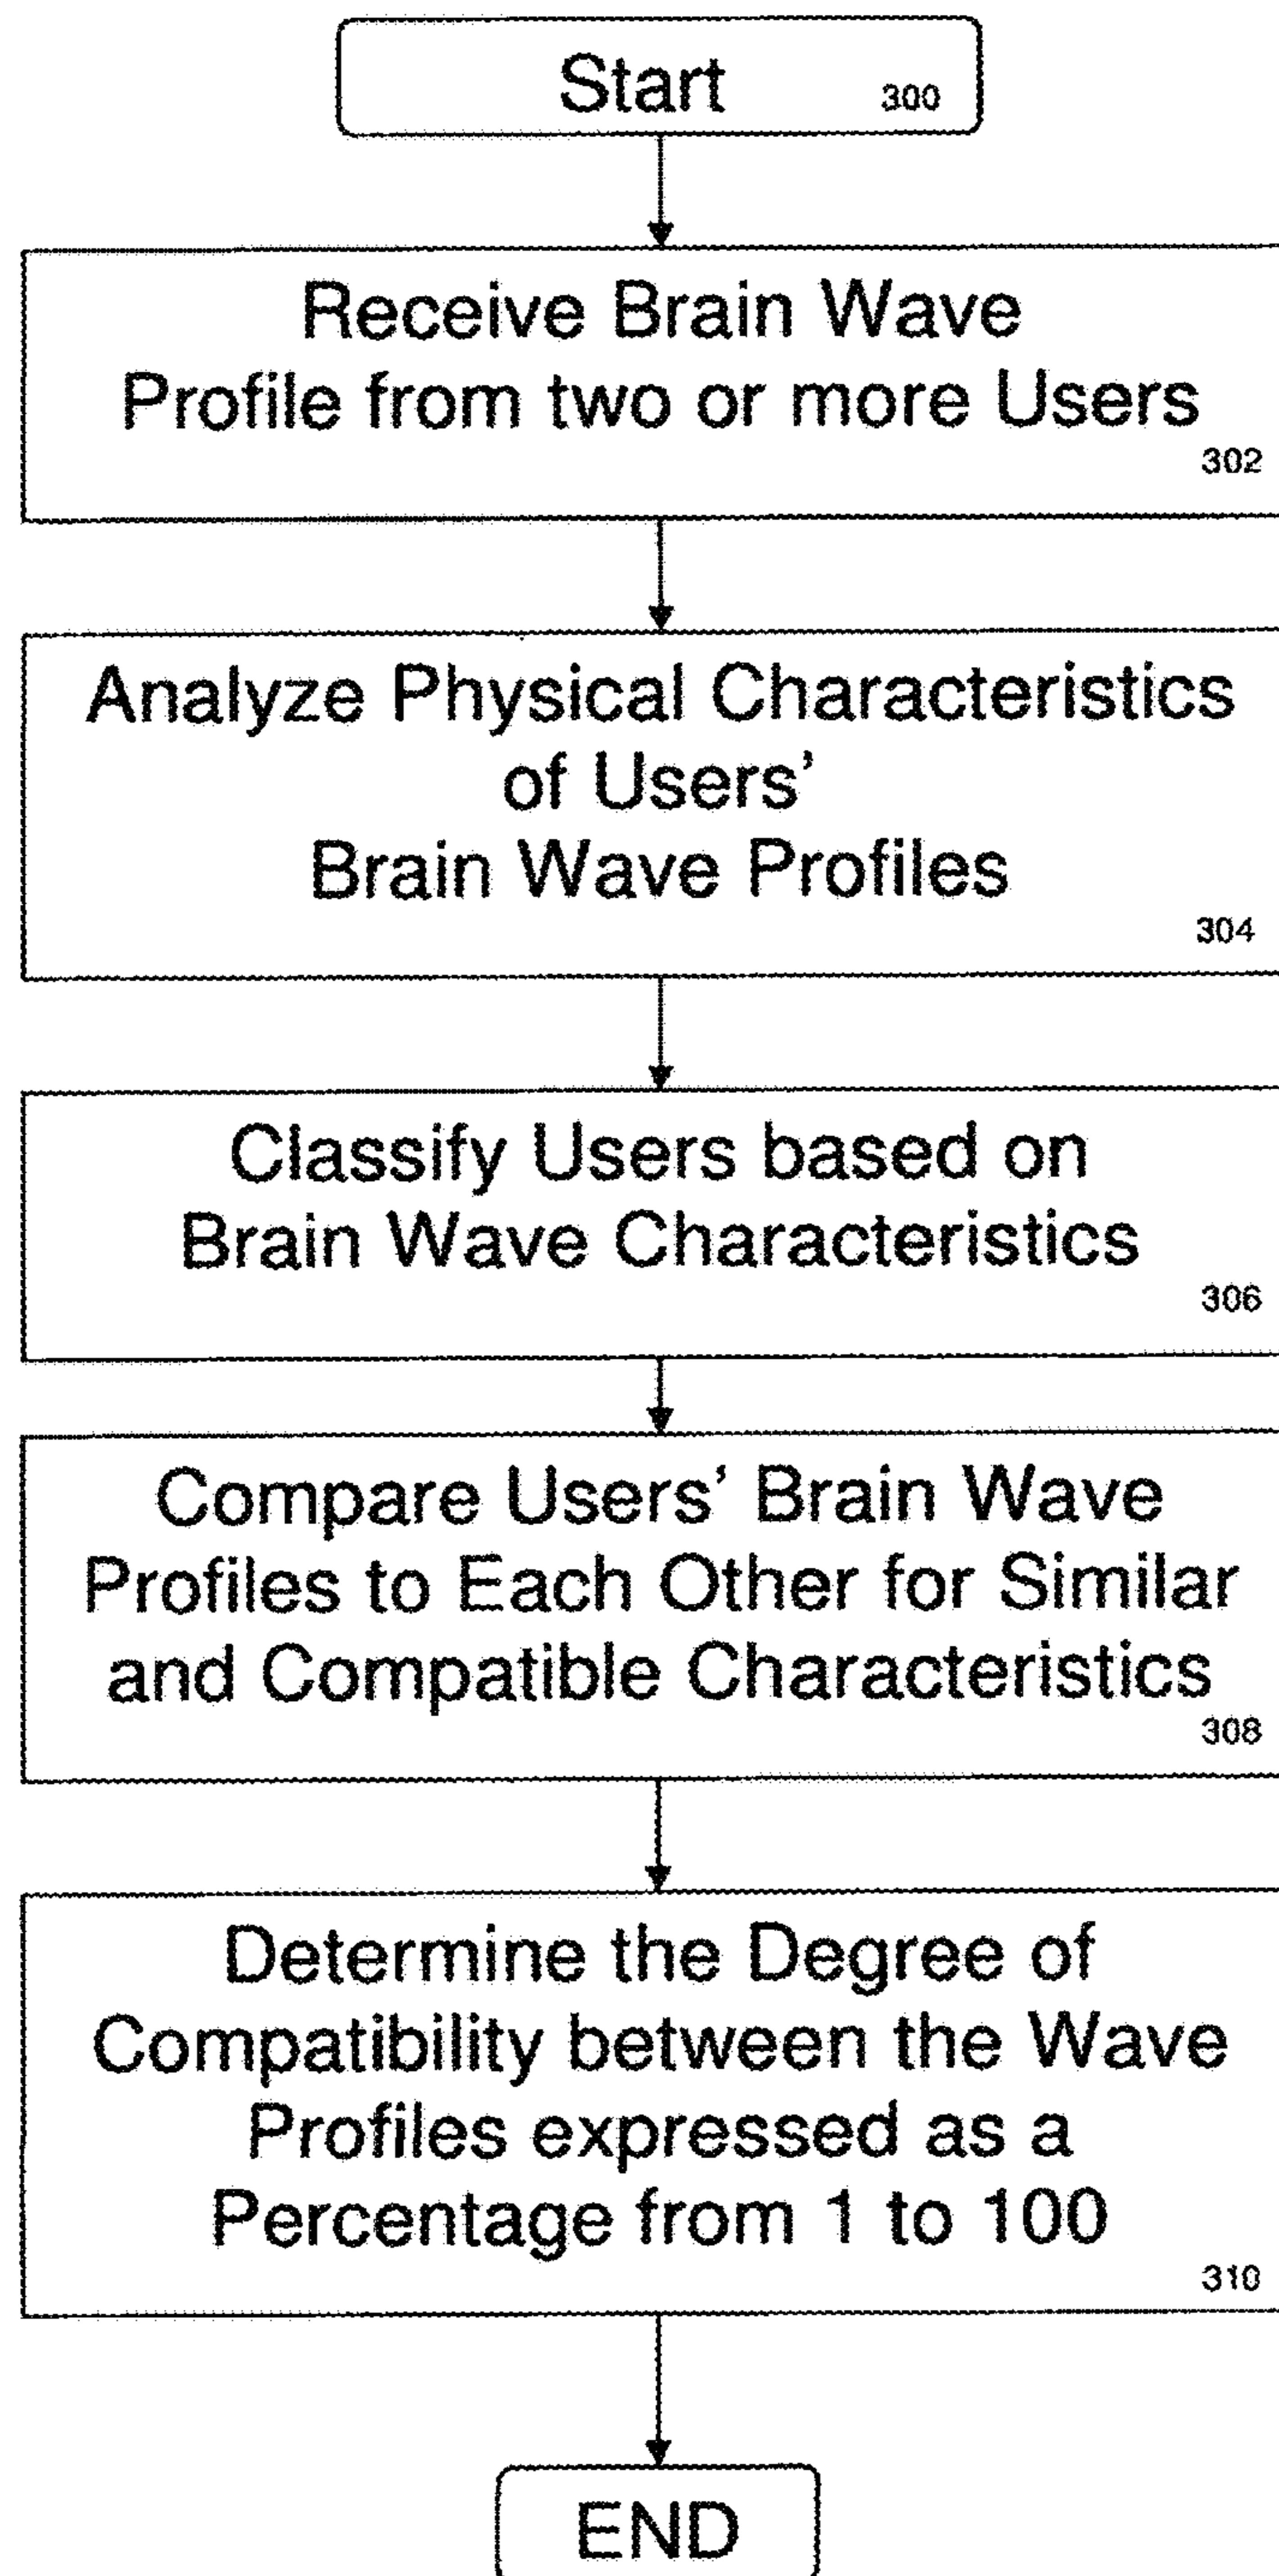 Start 300
Receive Brain Wave
Profile from two or more Users
302
Analyze Physical Characteristics
of Users’
Brain Wave Profiles
304
Classify Users based on
Brain Wave Characteristics
306
Compare Users’ Brain Wave
Profiles to Each Other for Similar
and Compatible Characteristics
308
Determine the Degree of
Compatibility between the Wave
Profiles expressed as a
Percentage from 1 to 100
310
END